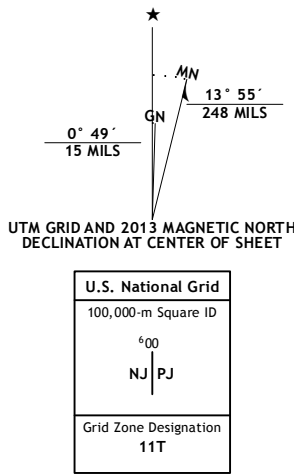 ★
MN
GN
13° 55´
248 MILS
0° 49´
15 MILS
UTM GRID AND 2013 MAGNETIC NORTH
DECLINATION AT CENTER OF SHEET
U.S. National Grid
100,000-m Square ID
⁶00
NJ PJ
Grid Zone Designation
11T